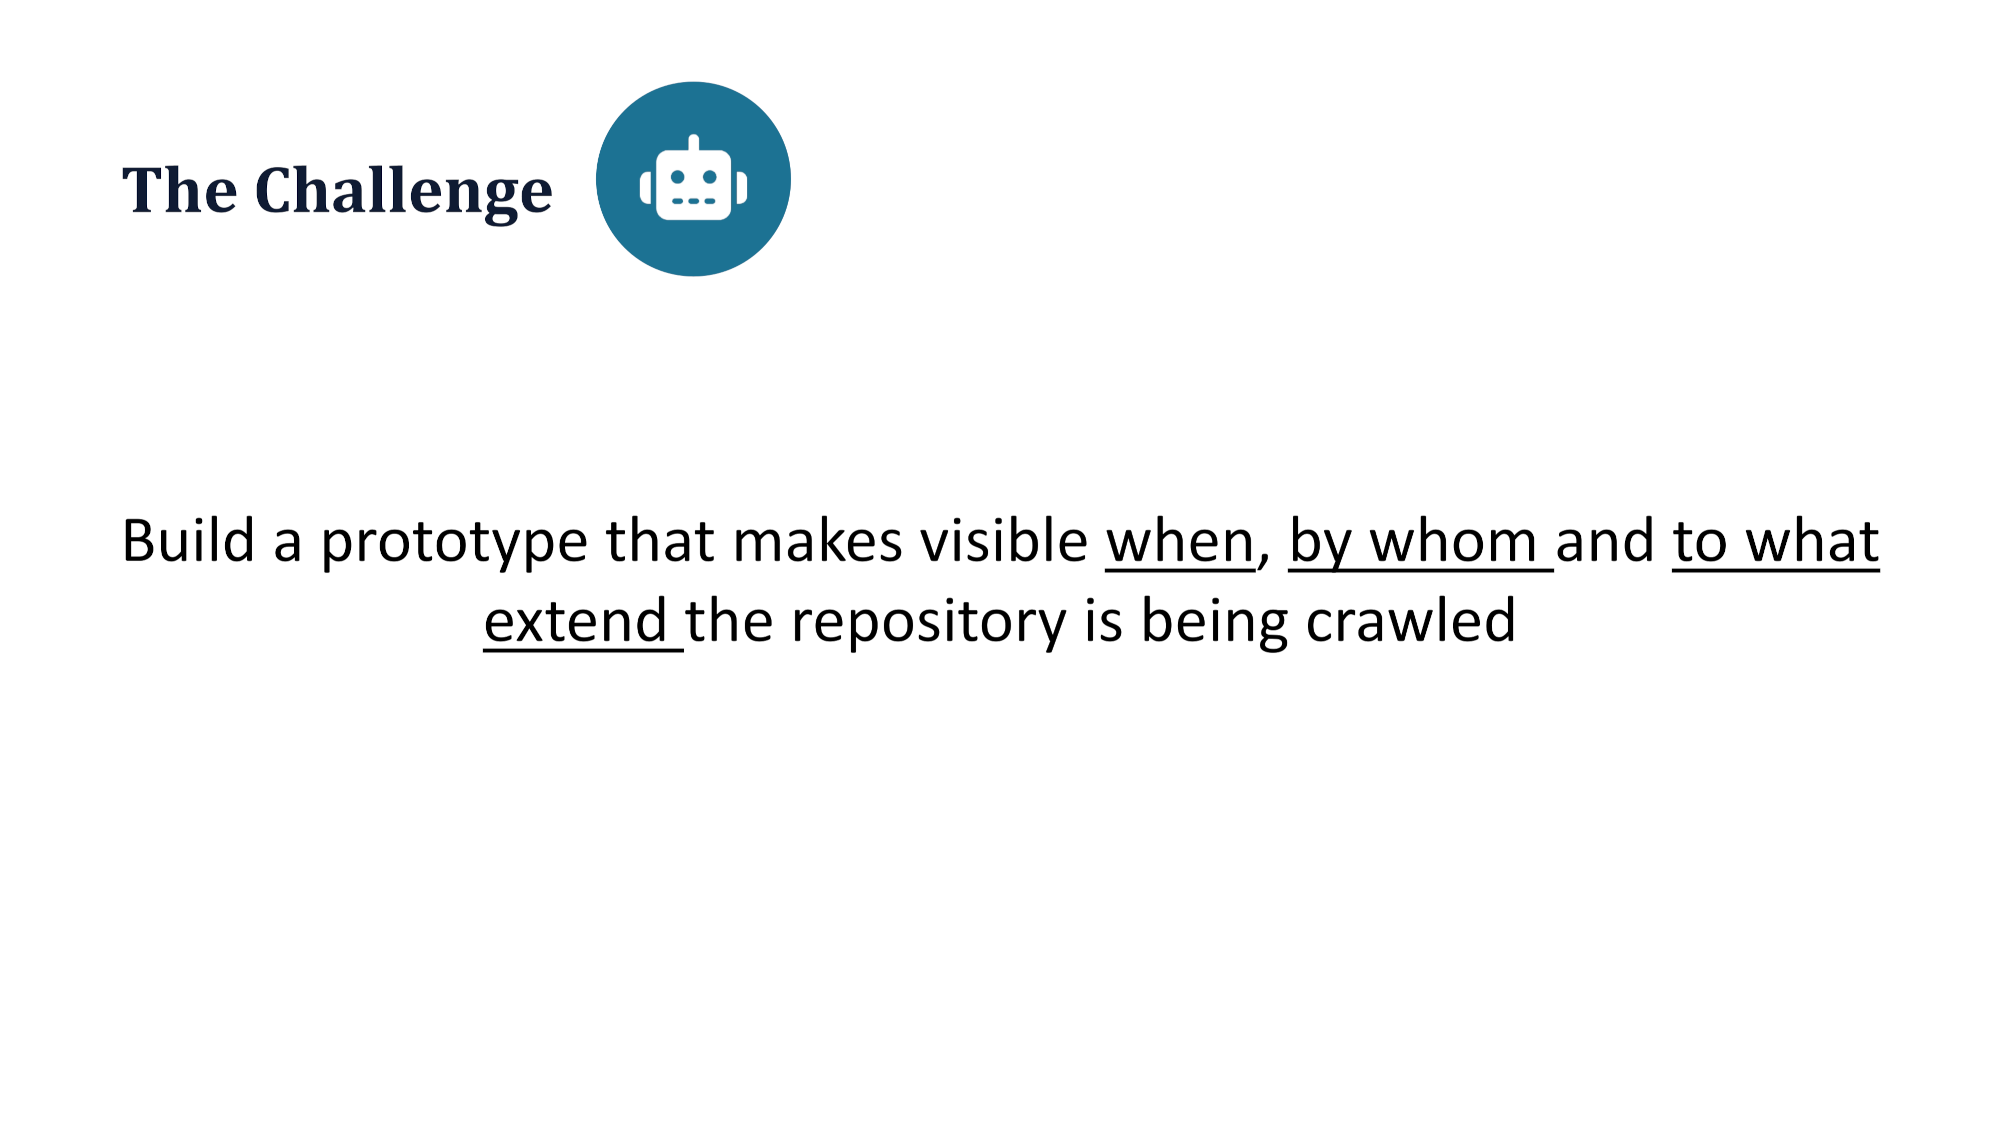 The Challenge
Build a prototype that makes visible when, by whom and to what
extend the repository is being crawled